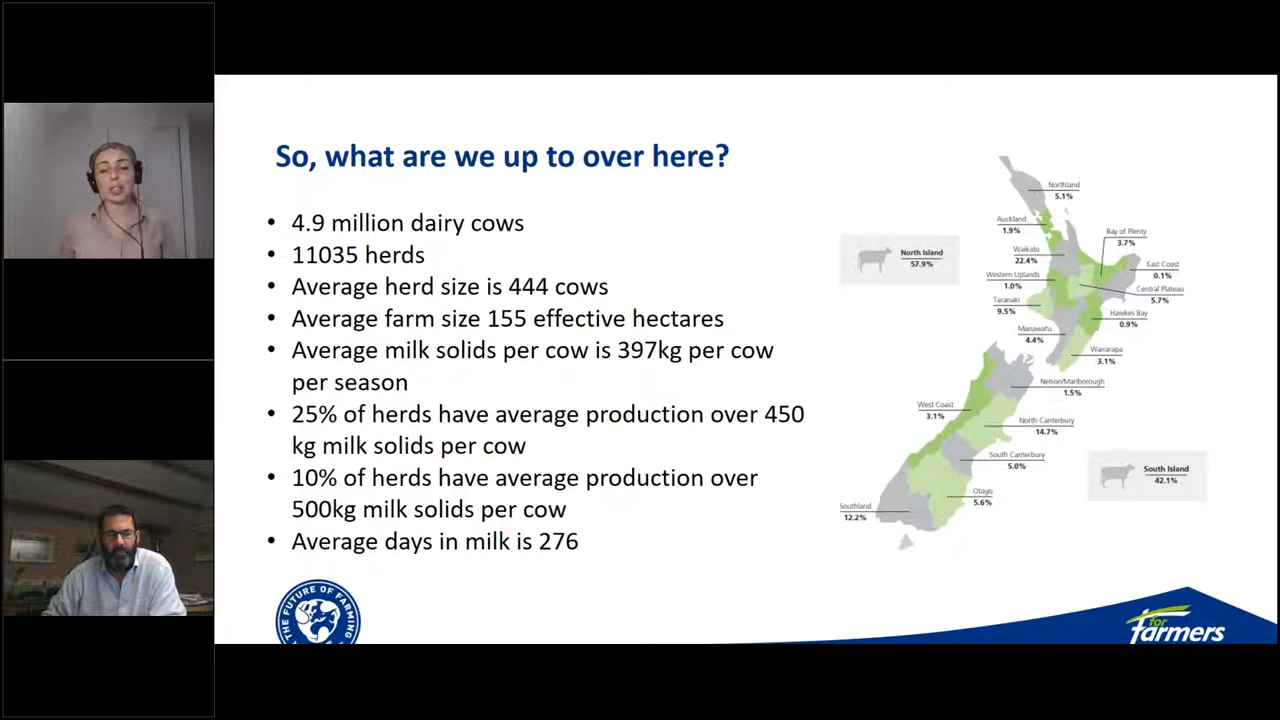 So, what are we up to over here?
• 4.9 million dairy cows
• 11035 herds
• Average herd size is 444 cows
• Average farm size 155 effective hectares
• Average milk solids per cow is 397kg per cow
per season
• 25% of herds have average production over 450
kg milk solids per cow
• 10% of herds have average production over
500kg milk solids per cow
• Average days in milk is 276
Northland
5.1%
Auckland
1.9%
Bay of Plenty
3.7%
North Island
57.9%
Waikato
22.4%
East Coast
0.1%
Western Uplands
1.0%
Central Plateau
5.7%
Taranaki
9.5%
Hawkes Bay
0.9%
Manawatu
4.4%
Wairarapa
3.1%
Nelson/Marlborough
1.5%
West Coast
3.1%
North Canterbury
14.7%
South Canterbury
5.0%
South Island
42.1%
Otago
5.6%
Southland
12.2%
THE FUTURE OF FARMING
for
farmers